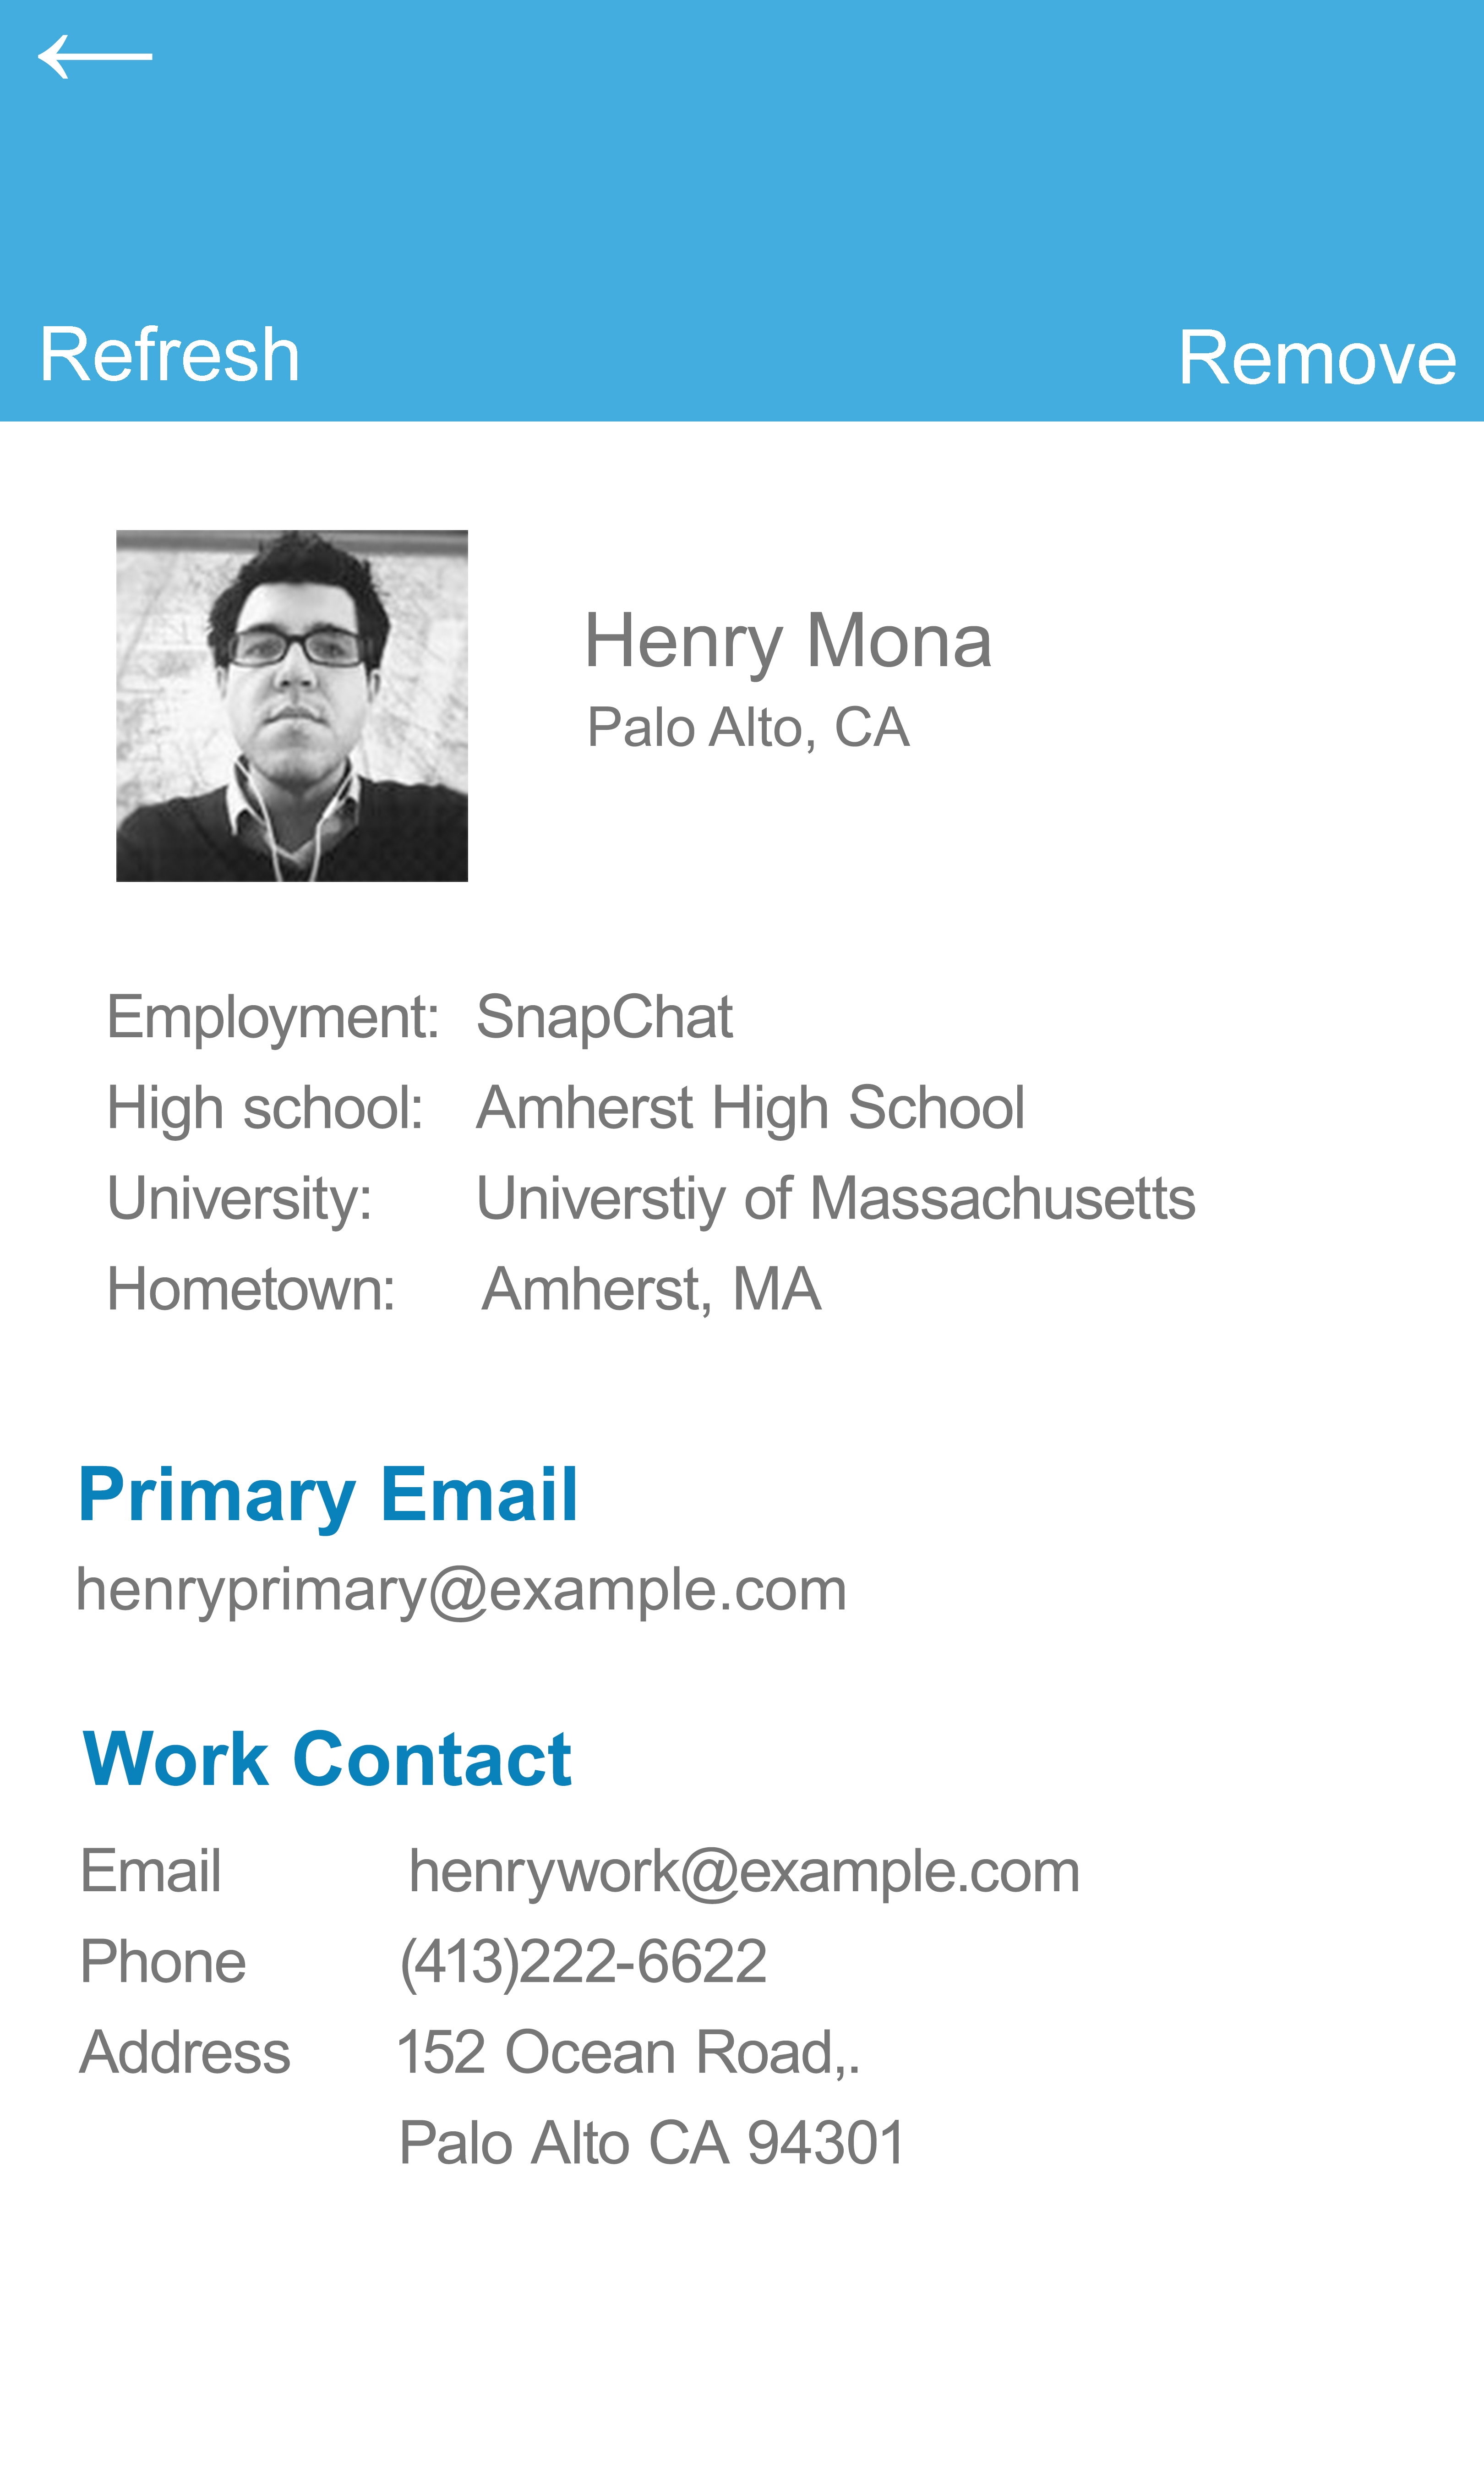 Refresh Remove
Henry Mona
Palo Alto, CA
Employment: SnapChat
High school: Amherst High School
University: Universtiy of Massachusetts
Hometown: Amherst, MA
Primary Email
henryprimary@example.com
Work Contact
Email henrywork@example.com
Phone (413)222-6622
Address 152 Ocean Road,.
Palo Alto CA 94301